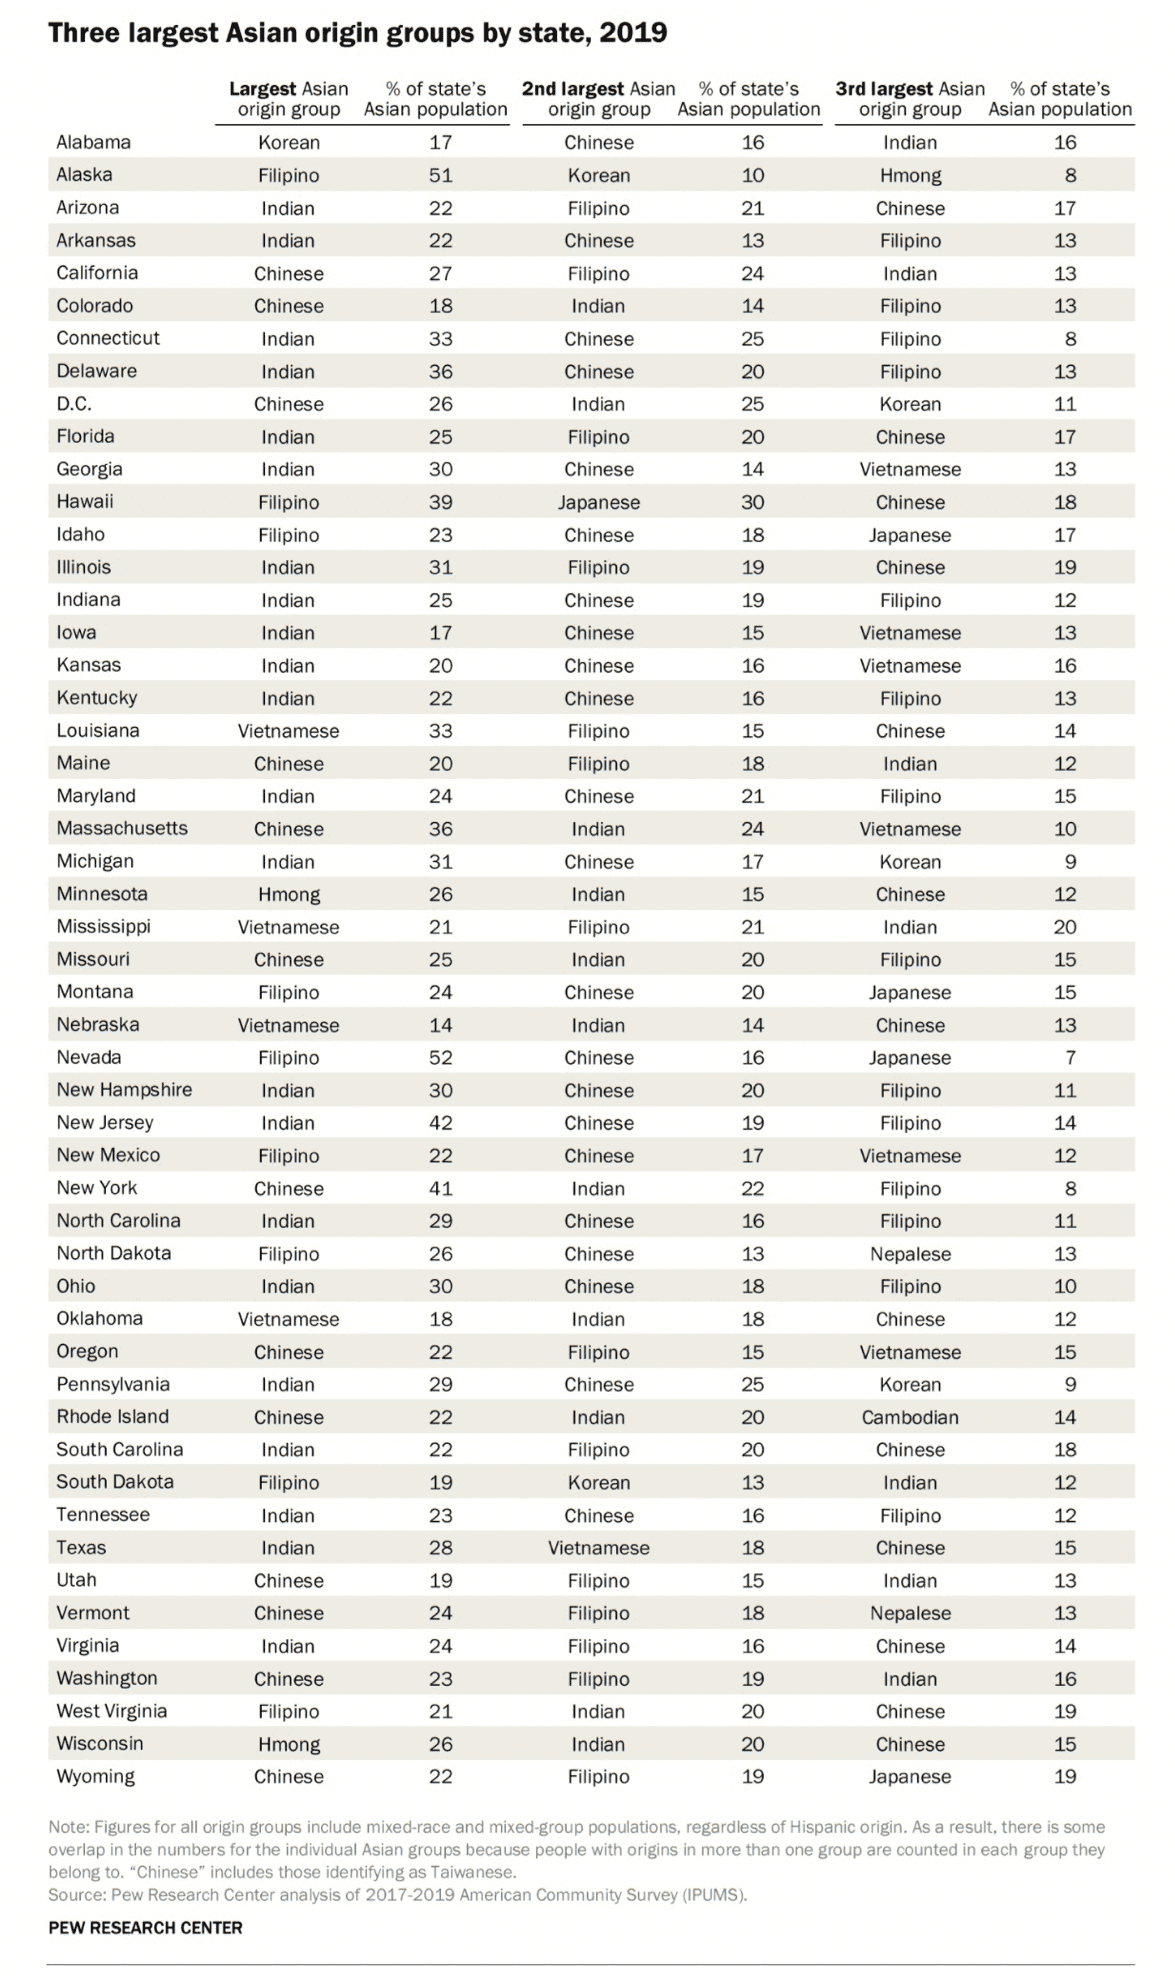 Three largest Asian origin groups by state, 2019
Largest Asian origin group % of state's Asian population 2nd largest Asian origin group % of state's Asian population 3rd largest Asian origin group % of state's Asian population
Alabama Korean 17 Chinese 16 Indian 16
Alaska Filipino 51 Korean 10 Hmong 8
Arizona Indian 22 Filipino 21 Chinese 17
Arkansas Indian 22 Chinese 13 Filipino 13
California Chinese 27 Filipino 24 Indian 13
Colorado Chinese 18 Indian 14 Filipino 13
Connecticut Indian 33 Chinese 25 Filipino 8
Delaware Indian 36 Chinese 20 Filipino 13
D.C. Chinese 26 Indian 25 Korean 11
Florida Indian 25 Filipino 20 Chinese 17
Georgia Indian 30 Chinese 14 Vietnamese 13
Hawaii Filipino 39 Japanese 30 Chinese 18
Idaho Filipino 23 Chinese 18 Japanese 17
Illinois Indian 31 Filipino 19 Chinese 19
Indiana Indian 25 Chinese 19 Filipino 12
Iowa Indian 17 Chinese 15 Vietnamese 13
Kansas Indian 20 Chinese 16 Vietnamese 16
Kentucky Indian 22 Chinese 16 Filipino 13
Louisiana Vietnamese 33 Filipino 15 Chinese 14
Maine Chinese 20 Filipino 18 Indian 12
Maryland Indian 24 Chinese 21 Filipino 15
Massachusetts Chinese 36 Indian 24 Vietnamese 10
Michigan Indian 31 Chinese 17 Korean 9
Minnesota Hmong 26 Indian 15 Chinese 12
Mississippi Vietnamese 21 Filipino 21 Indian 20
Missouri Chinese 25 Indian 20 Filipino 15
Montana Filipino 24 Chinese 20 Japanese 15
Nebraska Vietnamese 14 Indian 14 Chinese 13
Nevada Filipino 52 Chinese 16 Japanese 7
New Hampshire Indian 30 Chinese 20 Filipino 11
New Jersey Indian 42 Chinese 19 Filipino 14
New Mexico Filipino 22 Chinese 17 Vietnamese 12
New York Chinese 41 Indian 22 Filipino 8
North Carolina Indian 29 Chinese 16 Filipino 11
North Dakota Filipino 26 Chinese 13 Nepalese 13
Ohio Indian 30 Chinese 18 Filipino 10
Oklahoma Vietnamese 18 Indian 18 Chinese 12
Oregon Chinese 22 Filipino 15 Vietnamese 15
Pennsylvania Indian 29 Chinese 25 Korean 9
Rhode Island Chinese 22 Indian 20 Cambodian 14
South Carolina Indian 22 Filipino 20 Chinese 18
South Dakota Filipino 19 Korean 13 Indian 12
Tennessee Indian 23 Chinese 16 Filipino 12
Texas Indian 28 Vietnamese 18 Chinese 15
Utah Chinese 19 Filipino 15 Indian 13
Vermont Chinese 24 Filipino 18 Nepalese 13
Virginia Indian 24 Filipino 16 Chinese 14
Washington Chinese 23 Filipino 19 Indian 16
West Virginia Filipino 21 Indian 20 Chinese 19
Wisconsin Hmong 26 Indian 20 Chinese 15
Wyoming Chinese 22 Filipino 19 Japanese 19
Note: Figures for all origin groups include mixed-race and mixed-group populations, regardless of Hispanic origin. As a result, there is some
overlap in the numbers for the individual Asian groups because people with origins in more than one group are counted in each group they
belong to. “Chinese” includes those identifying as Taiwanese.
Source: Pew Research Center analysis of 2017-2019 American Community Survey (IPUMS).
PEW RESEARCH CENTER